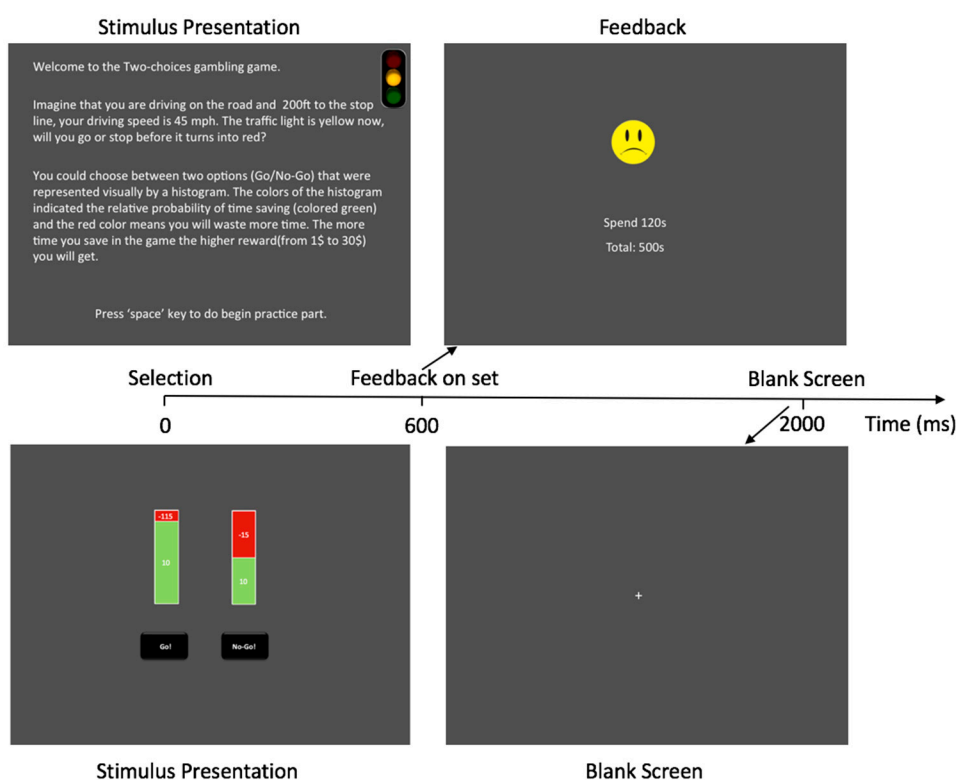 Stimulus Presentation
Feedback
Welcome to the Two-choices gambling game.
Imagine that you are driving on the road and 200ft to the stop
line, your driving speed is 45 mph. The traffic light is yellow now,
will you go or stop before it turns into red?
You could choose between two options (Go/No-Go) that were
represented visually by a histogram. The colors of the histogram
indicated the relative probability of time saving (colored green)
and the red color means you will waste more time. The more
time you save in the game the higher reward(from 1$ to 30$)
you will get.
Press 'space' key to do begin practice part.
Spend 120s
Total: 500s
Selection
Feedback on set
Blank Screen
0
600
2000
Time (ms)
-115
10
-15
10
Go!
No-Go!
+
Stimulus Presentation
Blank Screen